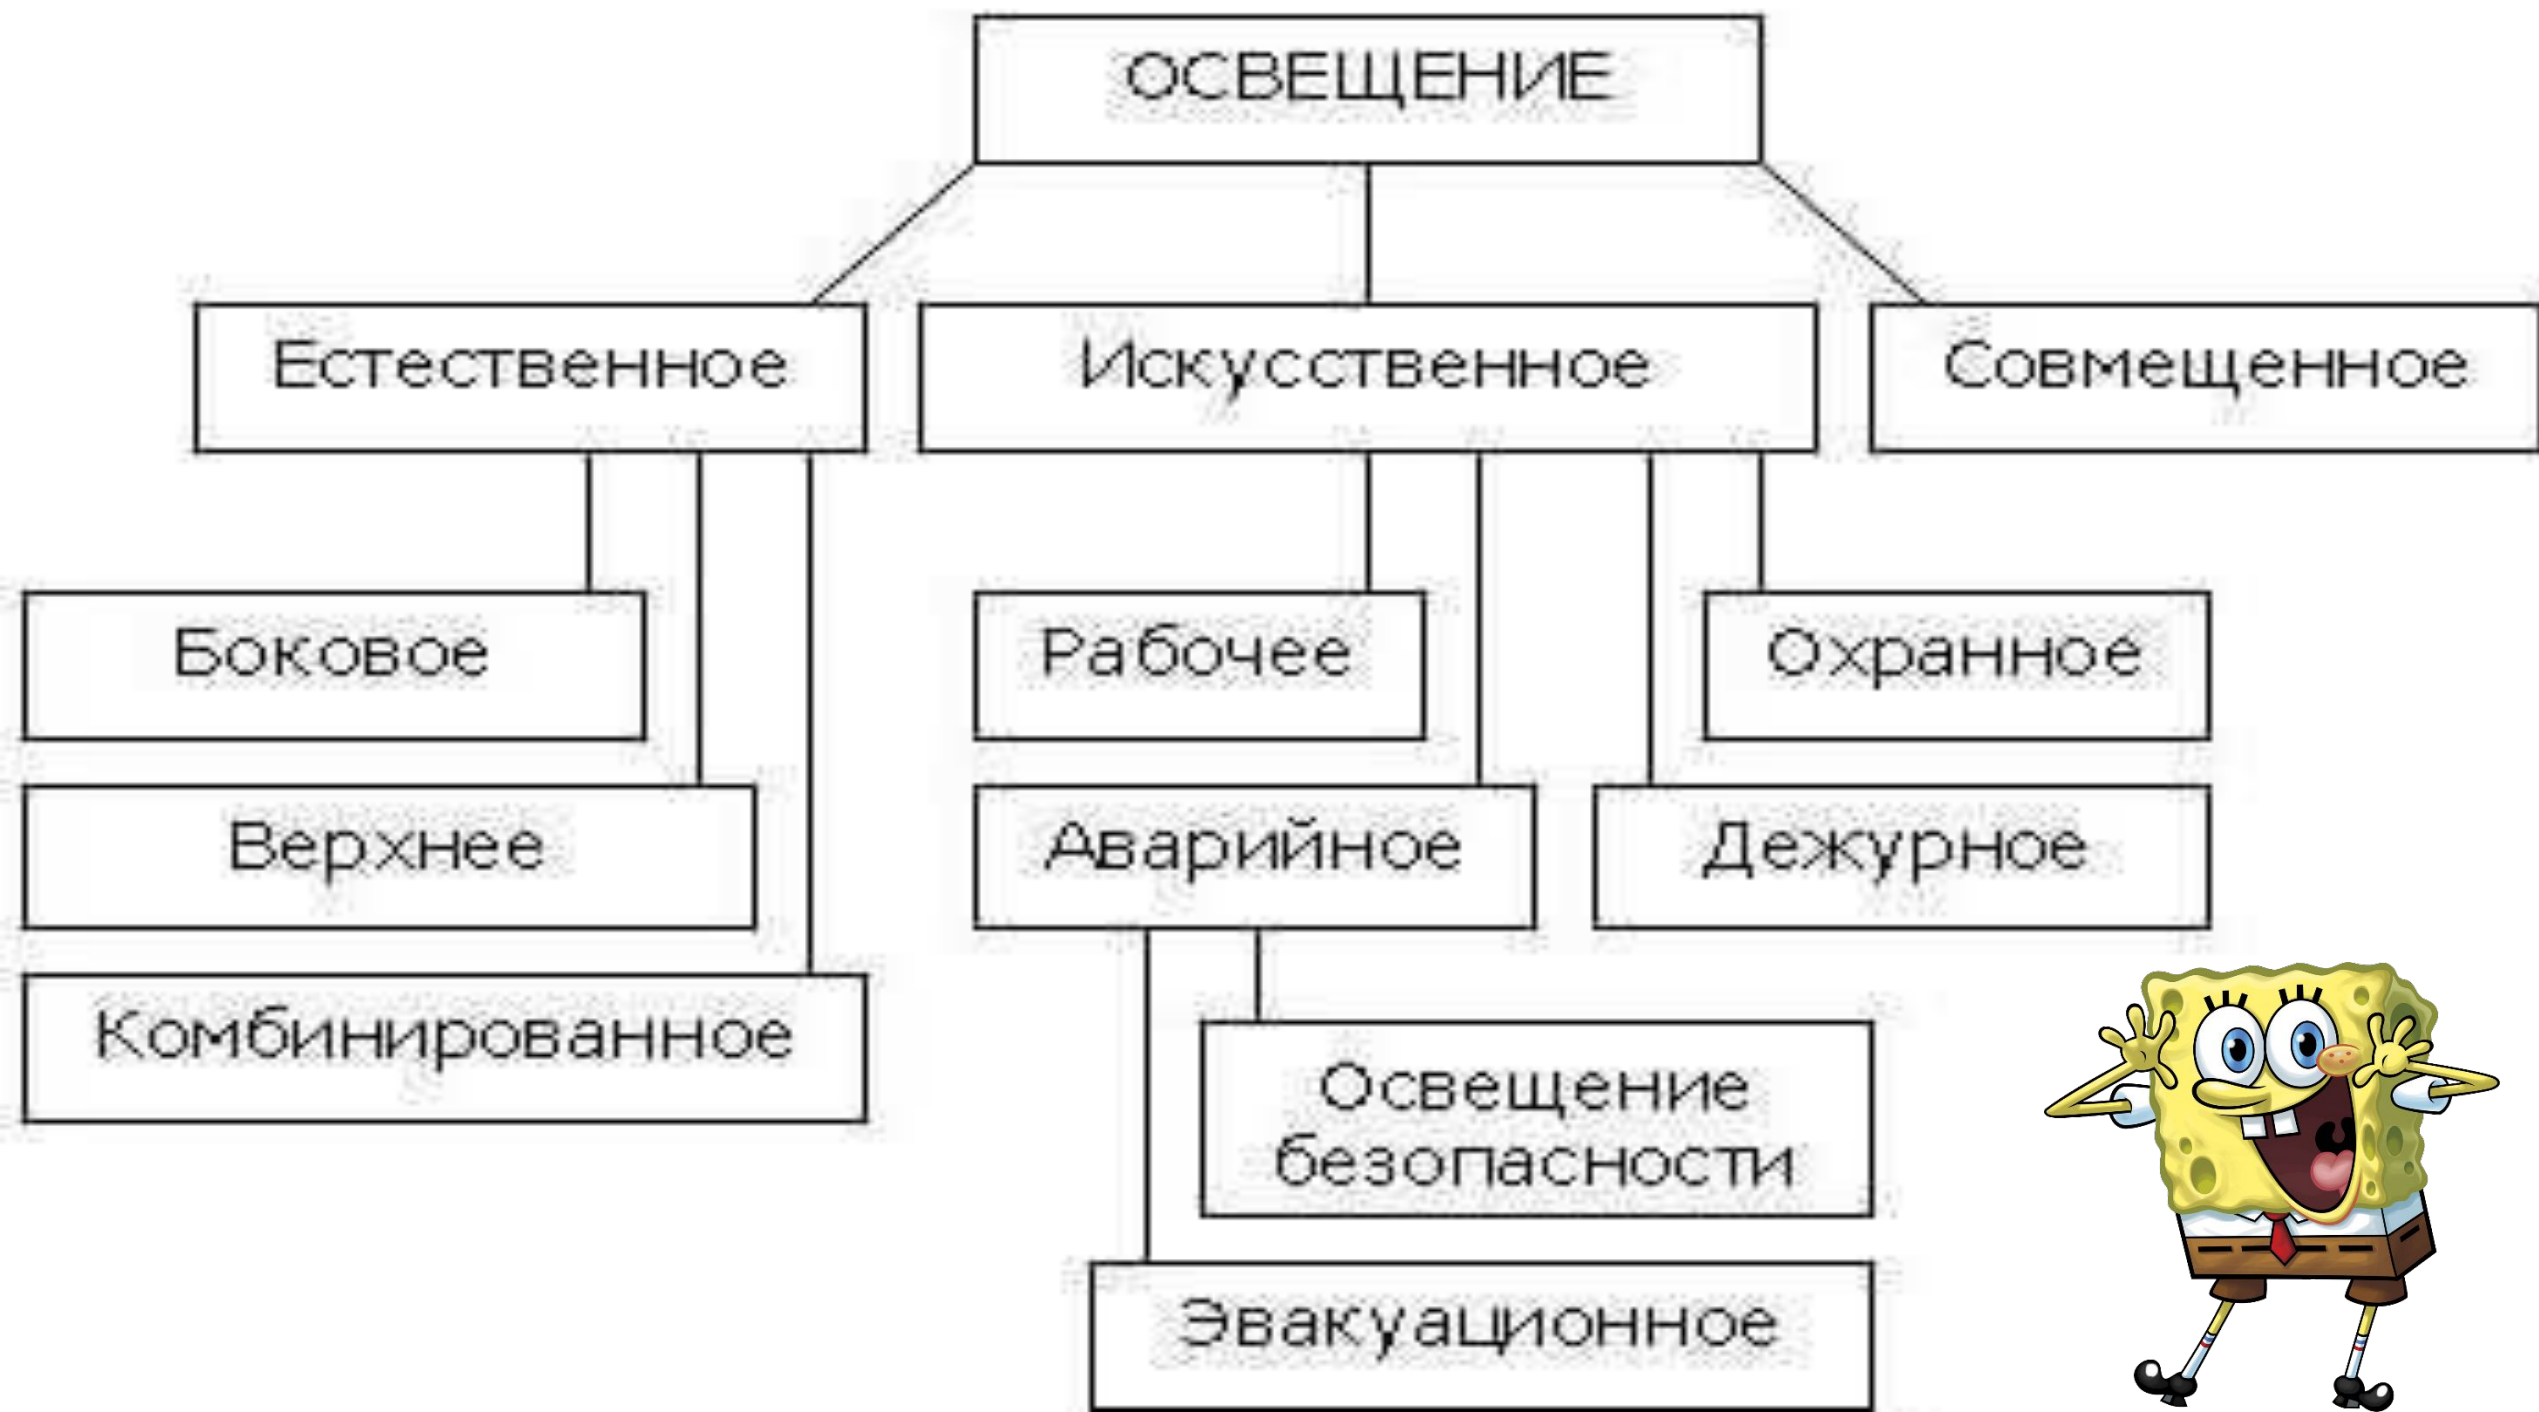 ОСВЕЩЕНИЕ
Естественное
Искусственное
Совмещенное
Боковое
Верхнее
Комбинированное
Рабочее
Охранное
Аварийное
Дежурное
Освещение
безопасности
Эвакуационное